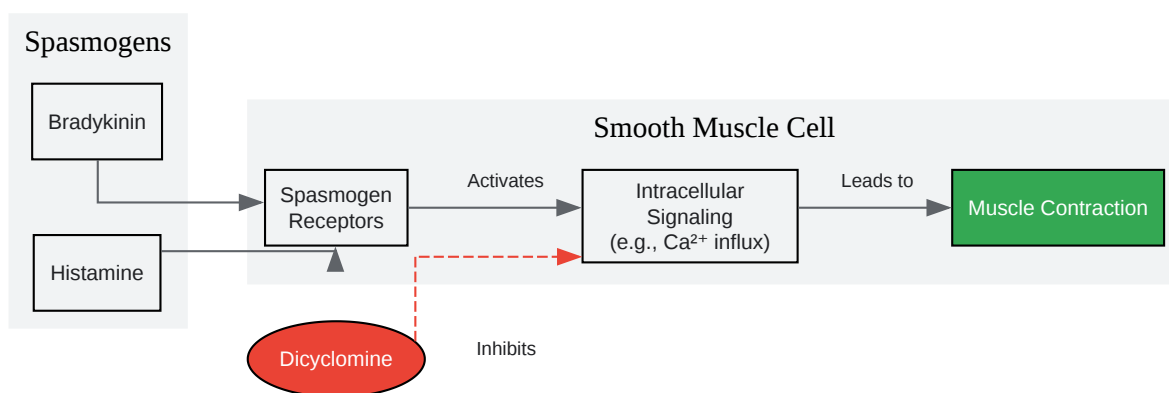 Spasmogens
Bradykinin
Histamine
Smooth Muscle Cell
Spasmogen
Receptors
Activates
Intracellular
Signaling
(e.g., Ca²⁺ influx)
Leads to
Muscle Contraction
Dicyclomine
Inhibits